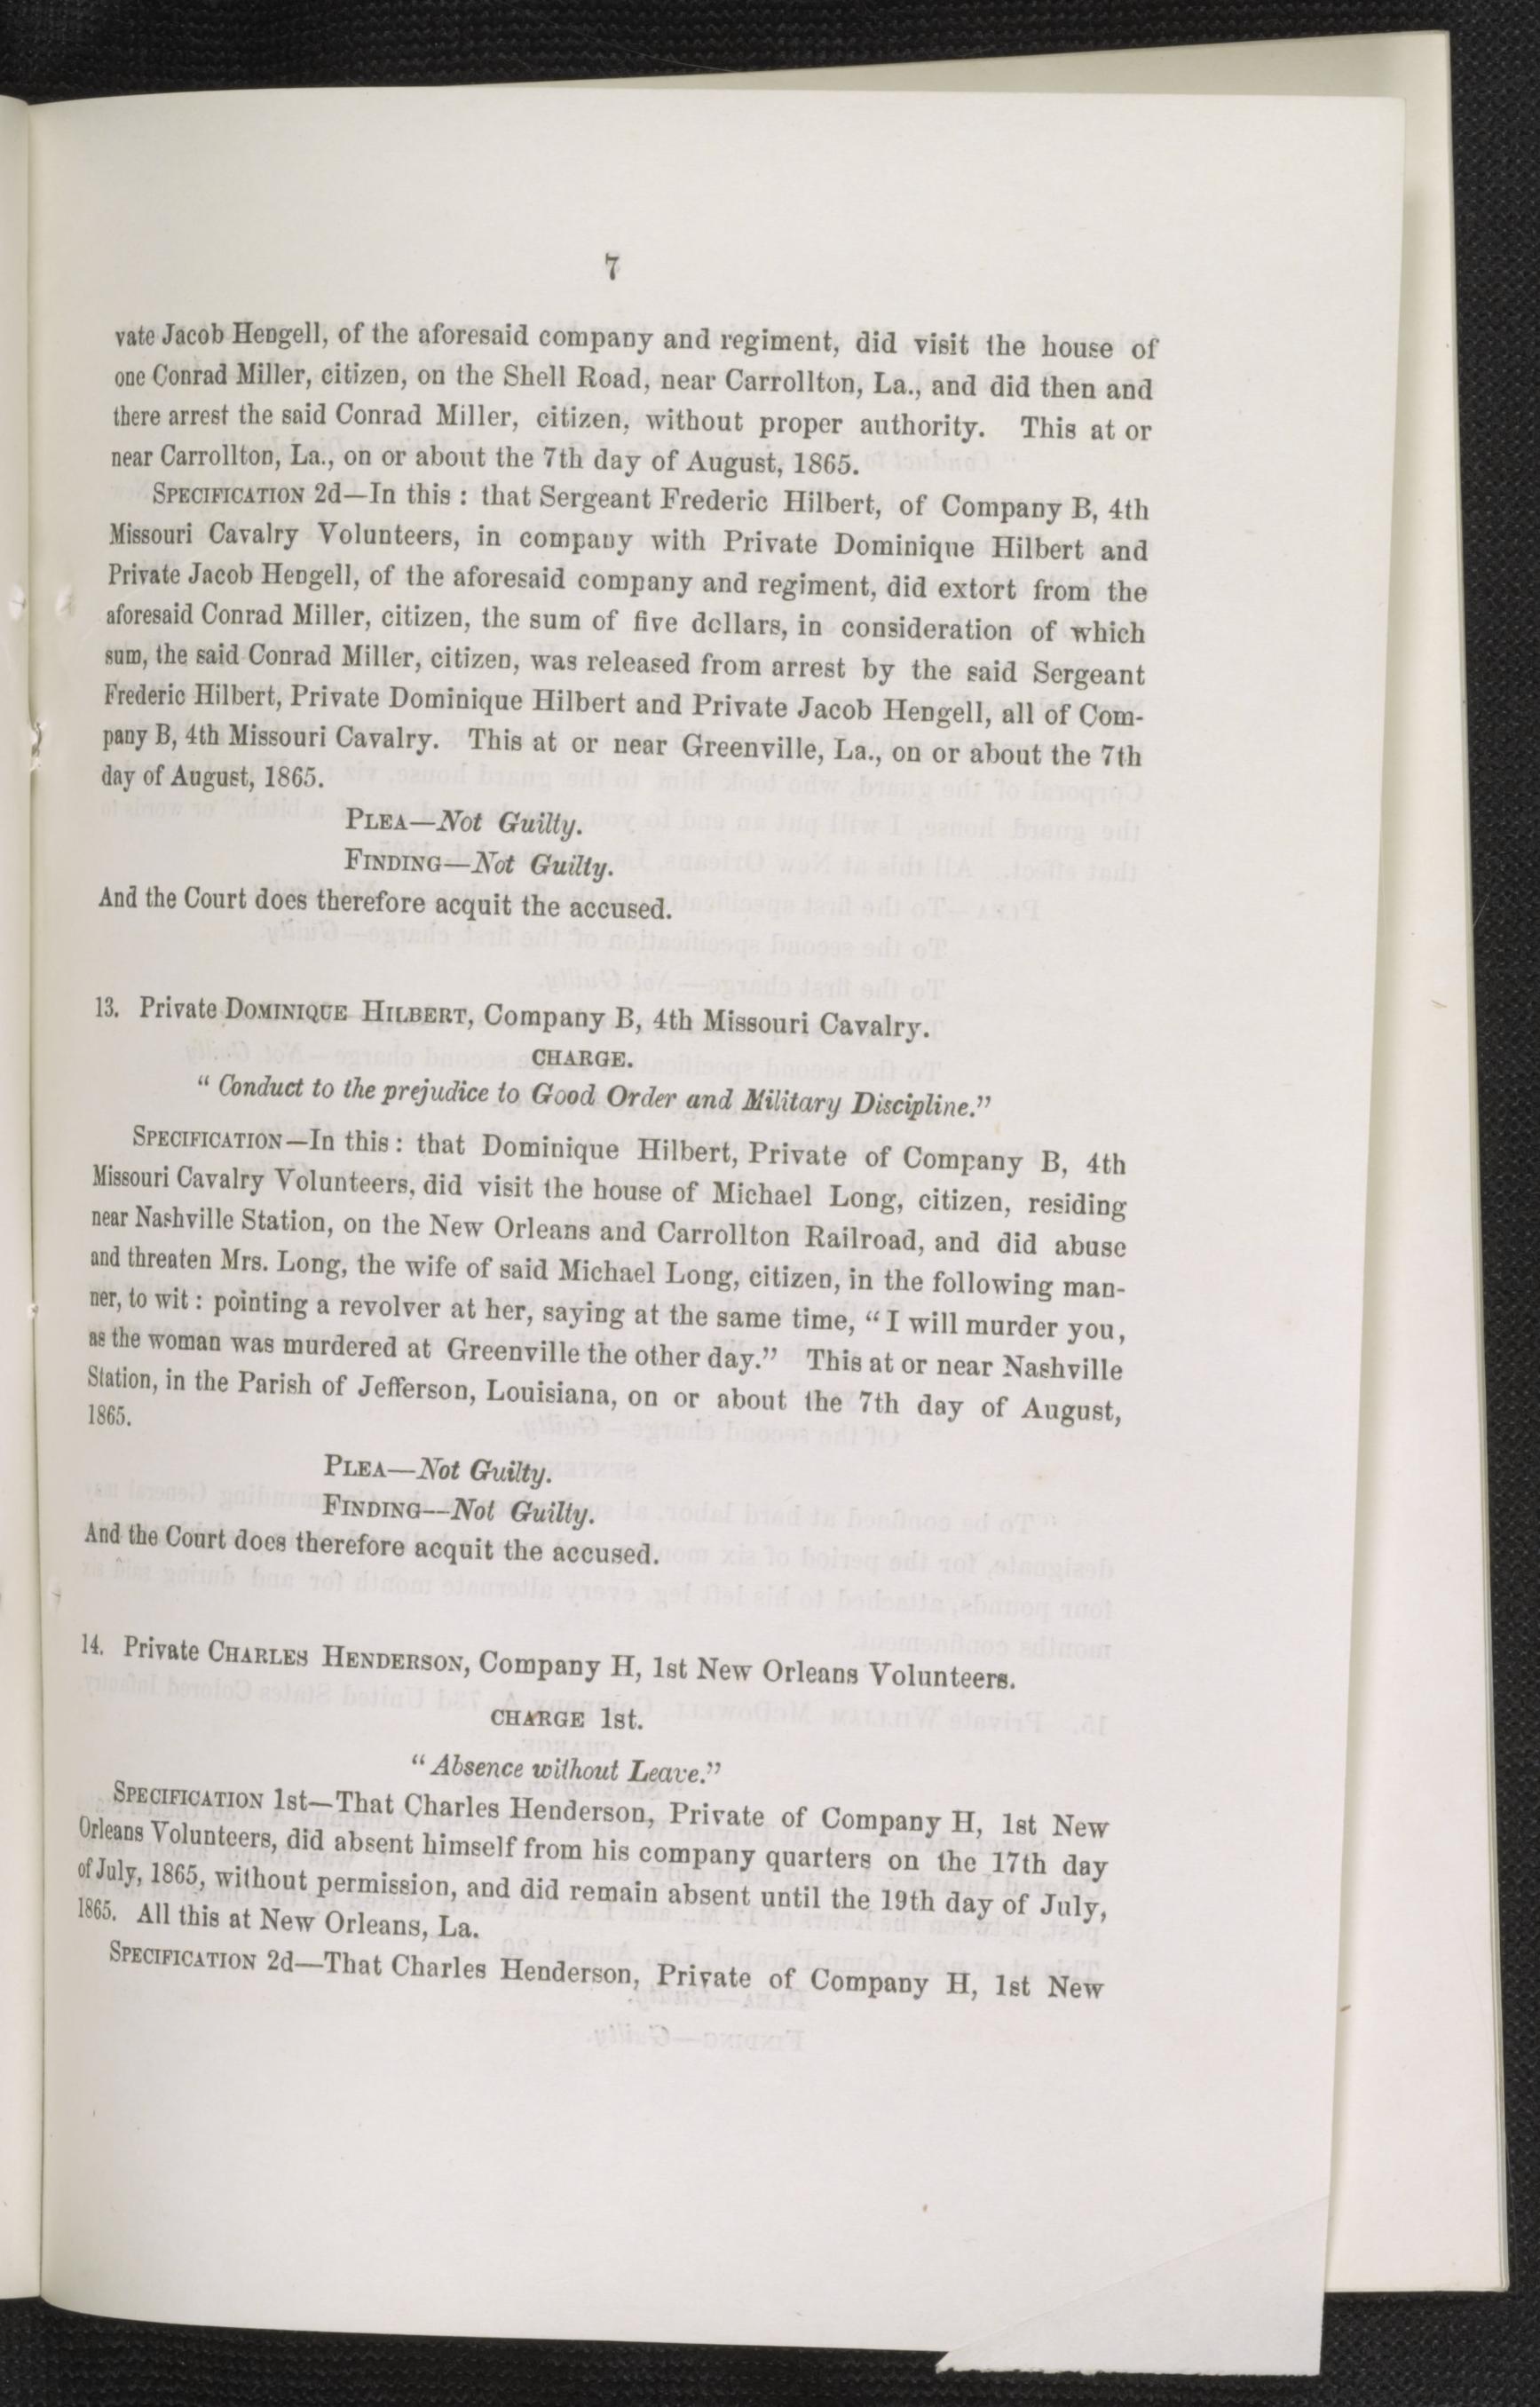 7
vate Jacob Hengell, of the aforesaid company and regiment, did visit the house of
one Conrad Miller, citizen, on the Shell Road, near Carrollton, La., and did then and
there arrest the said Conrad Miller, citizen, without proper authority. This at or
near Carrollton, La., on or about the 7th day of August, 1865.
SPECIFICATION 2d—In this : that Sergeant Frederic Hilbert, of Company B, 4th
Missouri Cavalry Volunteers, in company with Private Dominique Hilbert and
Private Jacob Hengell, of the aforesaid company and regiment, did extort from the
aforesaid Conrad Miller, citizen, the sum of five dollars, in consideration of which
sum, the said Conrad Miller, citizen, was released from arrest by the said Sergeant
Frederic Hilbert, Private Dominique Hilbert and Private Jacob Hengell, all of Com-
pany B, 4th Missouri Cavalry. This at or near Greenville, La., on or about the 7th
day of August, 1865.
PLEA—Not Guilty.
FINDING—Not Guilty.
And the Court does therefore acquit the accused.
13. Private DOMINIQUE HILBERT, Company B, 4th Missouri Cavalry.
CHARGE.
“ Conduct to the prejudice to Good Order and Military Discipline.”
SPECIFICATION—In this : that Dominique Hilbert, Private of Company B, 4th
Missouri Cavalry Volunteers, did visit the house of Michael Long, citizen, residing
near Nashville Station, on the New Orleans and Carrollton Railroad, and did abuse
and threaten Mrs. Long, the wife of said Michael Long, citizen, in the following man-
ner, to wit : pointing a revolver at her, saying at the same time, “ I will murder you,
as the woman was murdered at Greenville the other day.” This at or near Nashville
Station, in the Parish of Jefferson, Louisiana, on or about the 7th day of August,
1865.
PLEA—Not Guilty.
FINDING—Not Guilty.
And the Court does therefore acquit the accused.
14. Private CHARLES HENDERSON, Company H, 1st New Orleans Volunteers.
CHARGE 1st.
“ Absence without Leave.”
SPECIFICATION 1st—That Charles Henderson, Private of Company H, 1st New
Orleans Volunteers, did absent himself from his company quarters on the 17th day
of July, 1865, without permission, and did remain absent until the 19th day of July,
1865. All this at New Orleans, La.
SPECIFICATION 2d—That Charles Henderson, Private of Company H, 1st New